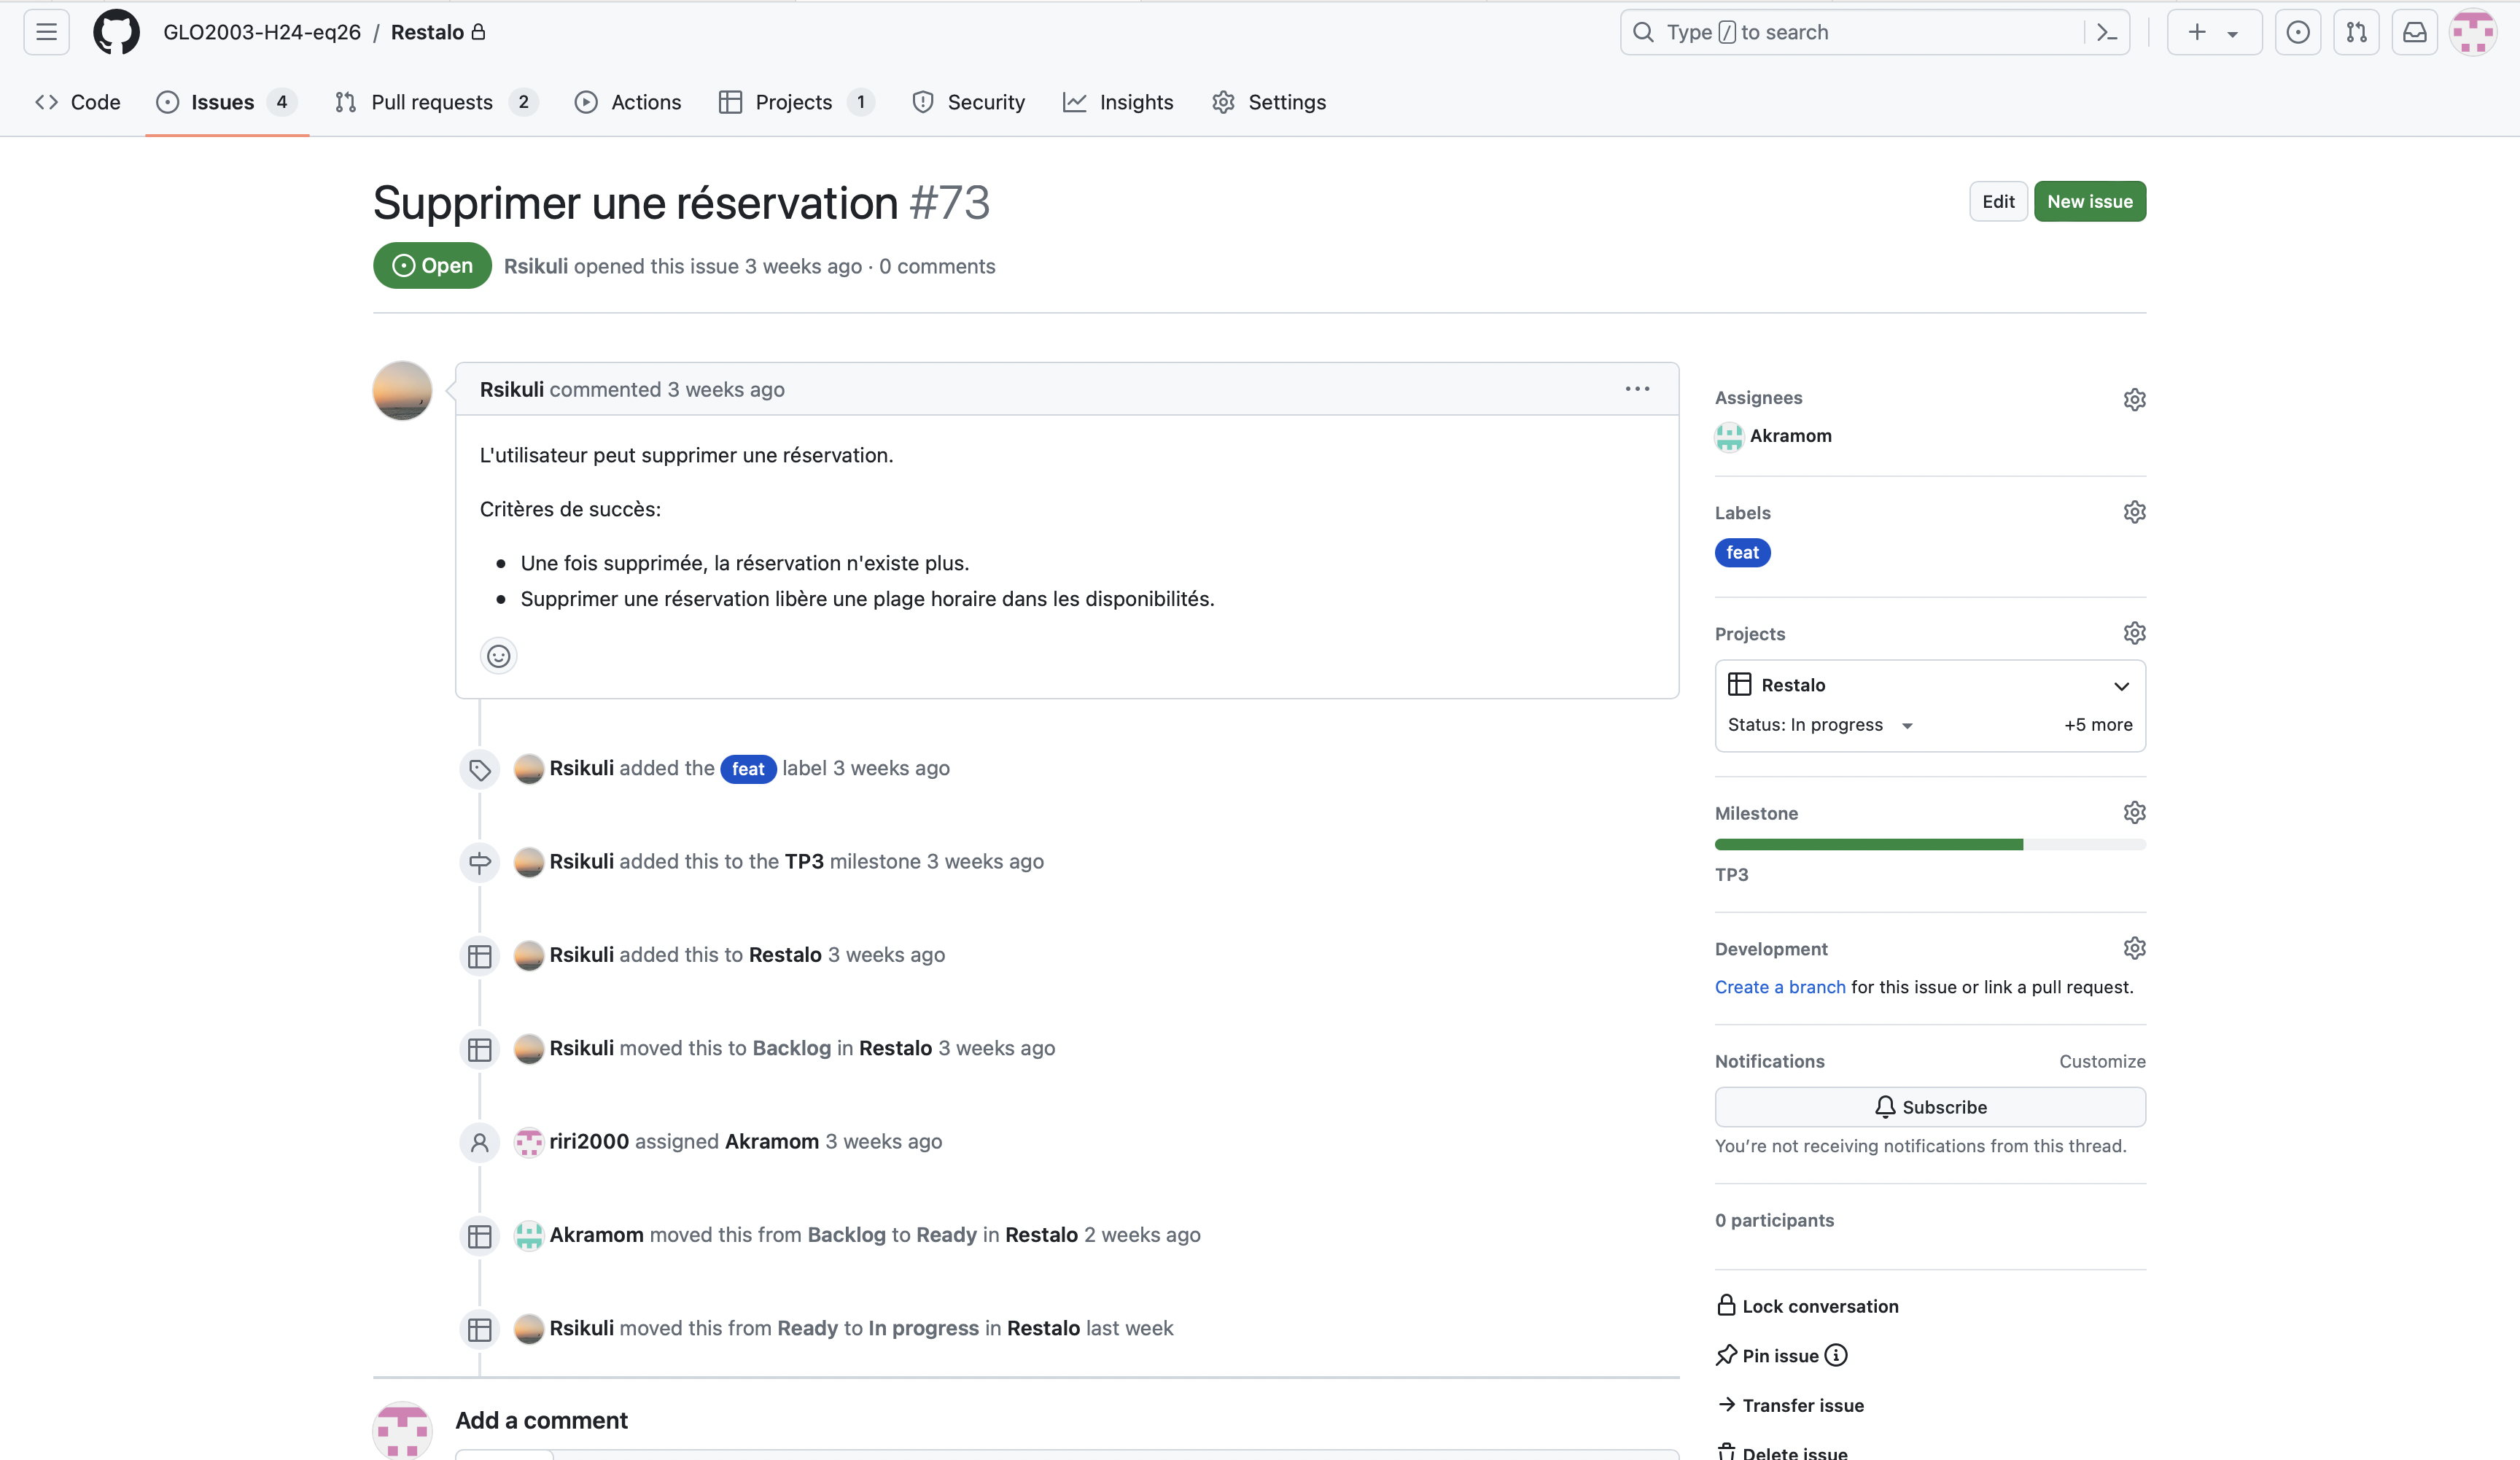 GLO2003-H24-eq26 / Restalo
Type / to search
Code
Issues 4
Pull requests 2
Actions
Projects 1
Security
Insights
Settings
Supprimer une réservation #73
Edit
New issue
Open
Rsikuli opened this issue 3 weeks ago · 0 comments
Rsikuli commented 3 weeks ago
L'utilisateur peut supprimer une réservation.
Critères de succès:
• Une fois supprimée, la réservation n'existe plus.
• Supprimer une réservation libère une plage horaire dans les disponibilités.
Rsikuli added the feat label 3 weeks ago
Rsikuli added this to the TP3 milestone 3 weeks ago
Rsikuli added this to Restalo 3 weeks ago
Rsikuli moved this to Backlog in Restalo 3 weeks ago
riri2000 assigned Akramom 3 weeks ago
Akramom moved this from Backlog to Ready in Restalo 2 weeks ago
Rsikuli moved this from Ready to In progress in Restalo last week
Add a comment
Assignees
Akramom
Labels
feat
Projects
Restalo
Status: In progress
+5 more
Milestone
TP3
Development
Create a branch for this issue or link a pull request.
Notifications
Customize
Subscribe
You’re not receiving notifications from this thread.
0 participants
Lock conversation
Pin issue
Transfer issue
Delete issue